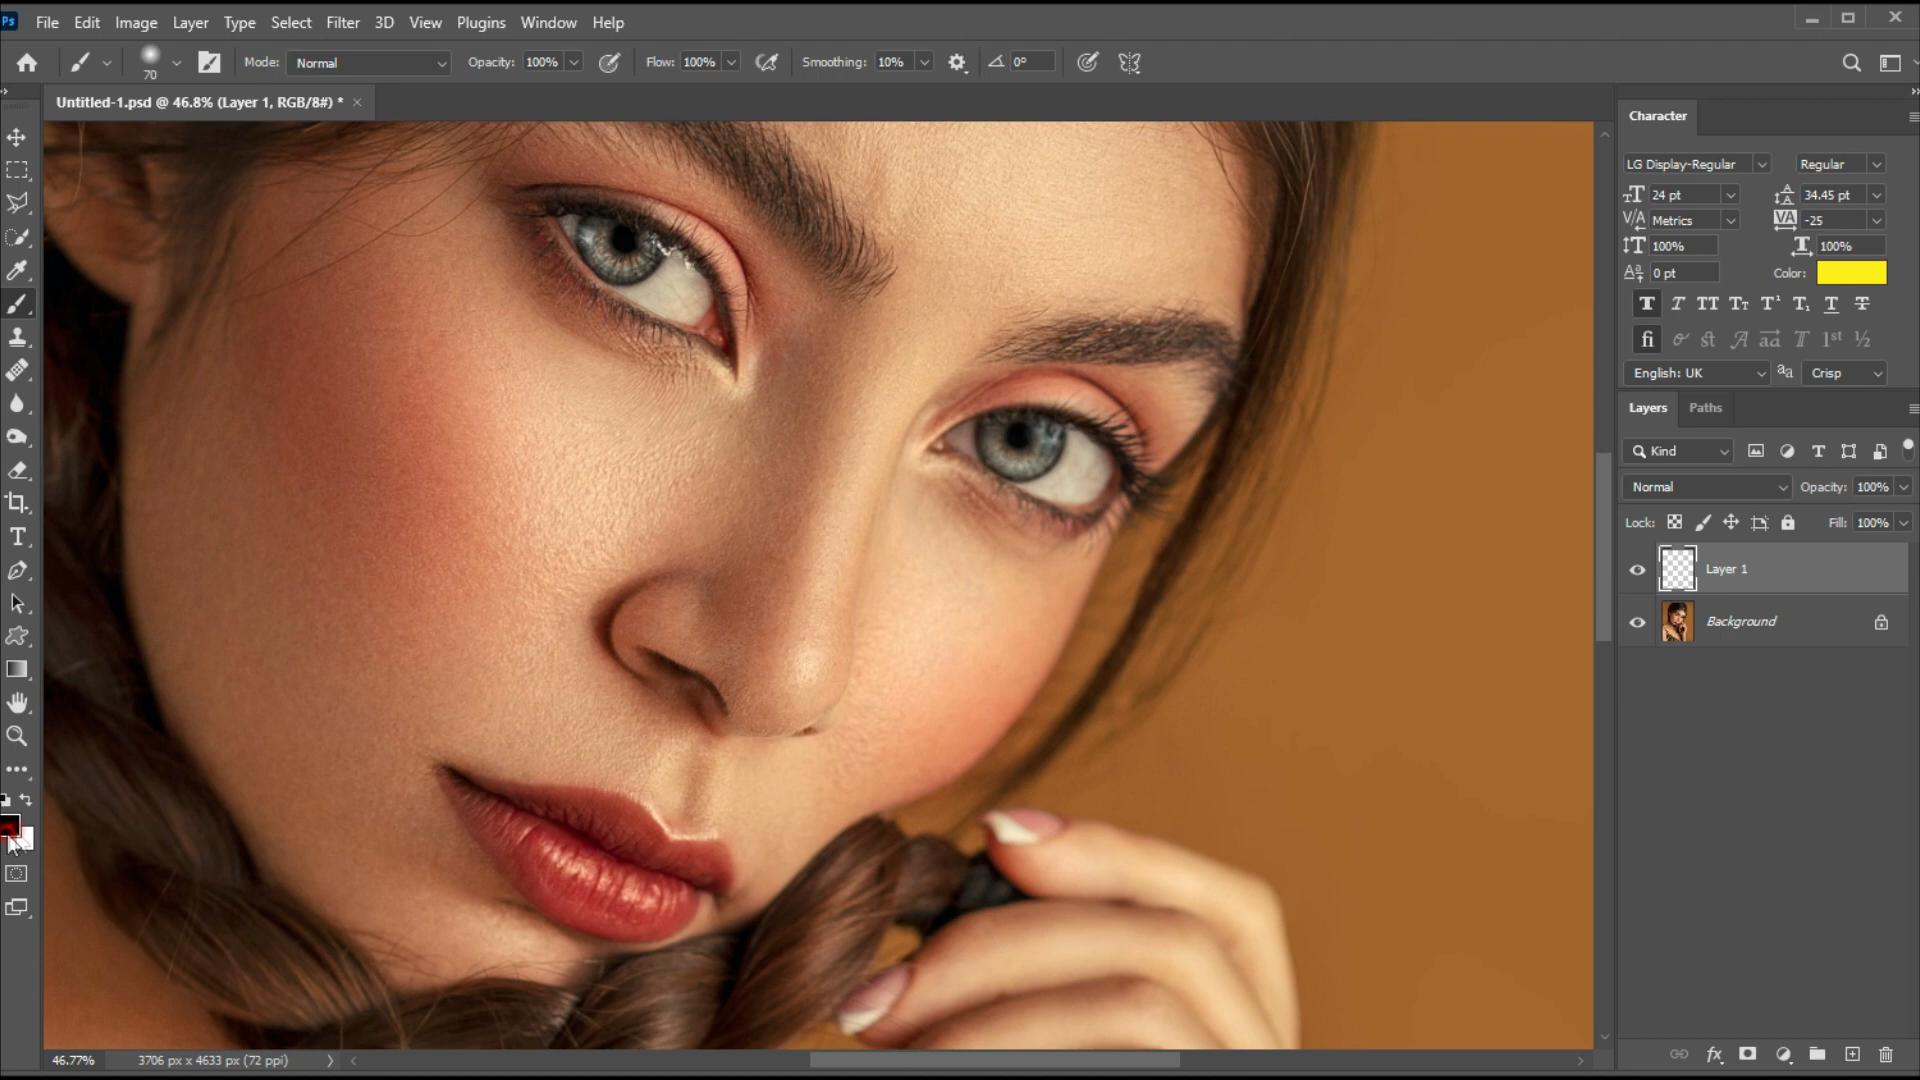 Ps File Edit Image Layer Type Select Filter 3D View Plugins Window Help
70 Mode: Normal Opacity: 100% Flow: 100% Smoothing: 10% 0°
Untitled-1.psd @ 46.8% (Layer 1, RGB/8#) * ×
Character
LG Display-Regular Regular
24 pt 34.45 pt
Metrics -25
100% 100%
0 pt Color:
T T TT Tт T¹ T₁ T T
fi st A aa T 1st ½
English: UK aa Crisp
Layers Paths
Kind
Normal Opacity: 100%
Lock: Fill: 100%
Layer 1
Background
46.77% 3706 px x 4633 px (72 ppi)
fx